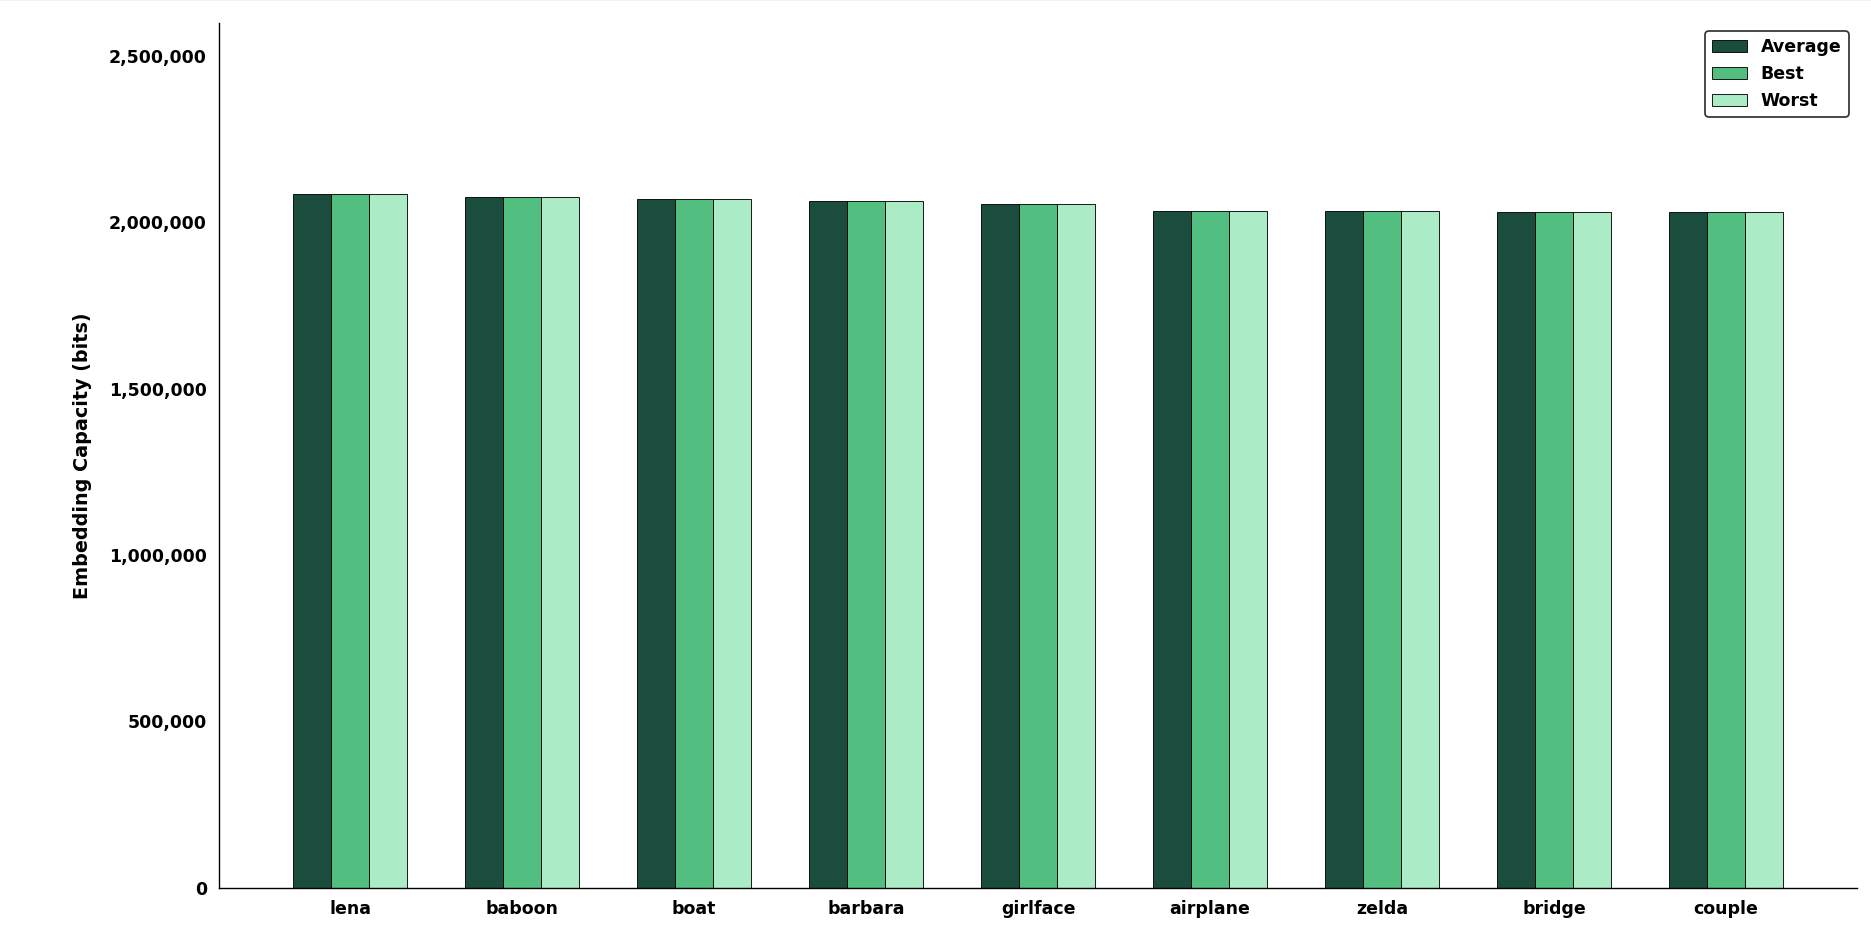 Average
Best
Worst
2,500,000
2,000,000
1,500,000
1,000,000
500,000
0
Embedding Capacity (bits)
lena baboon boat barbara girlface airplane zelda bridge couple